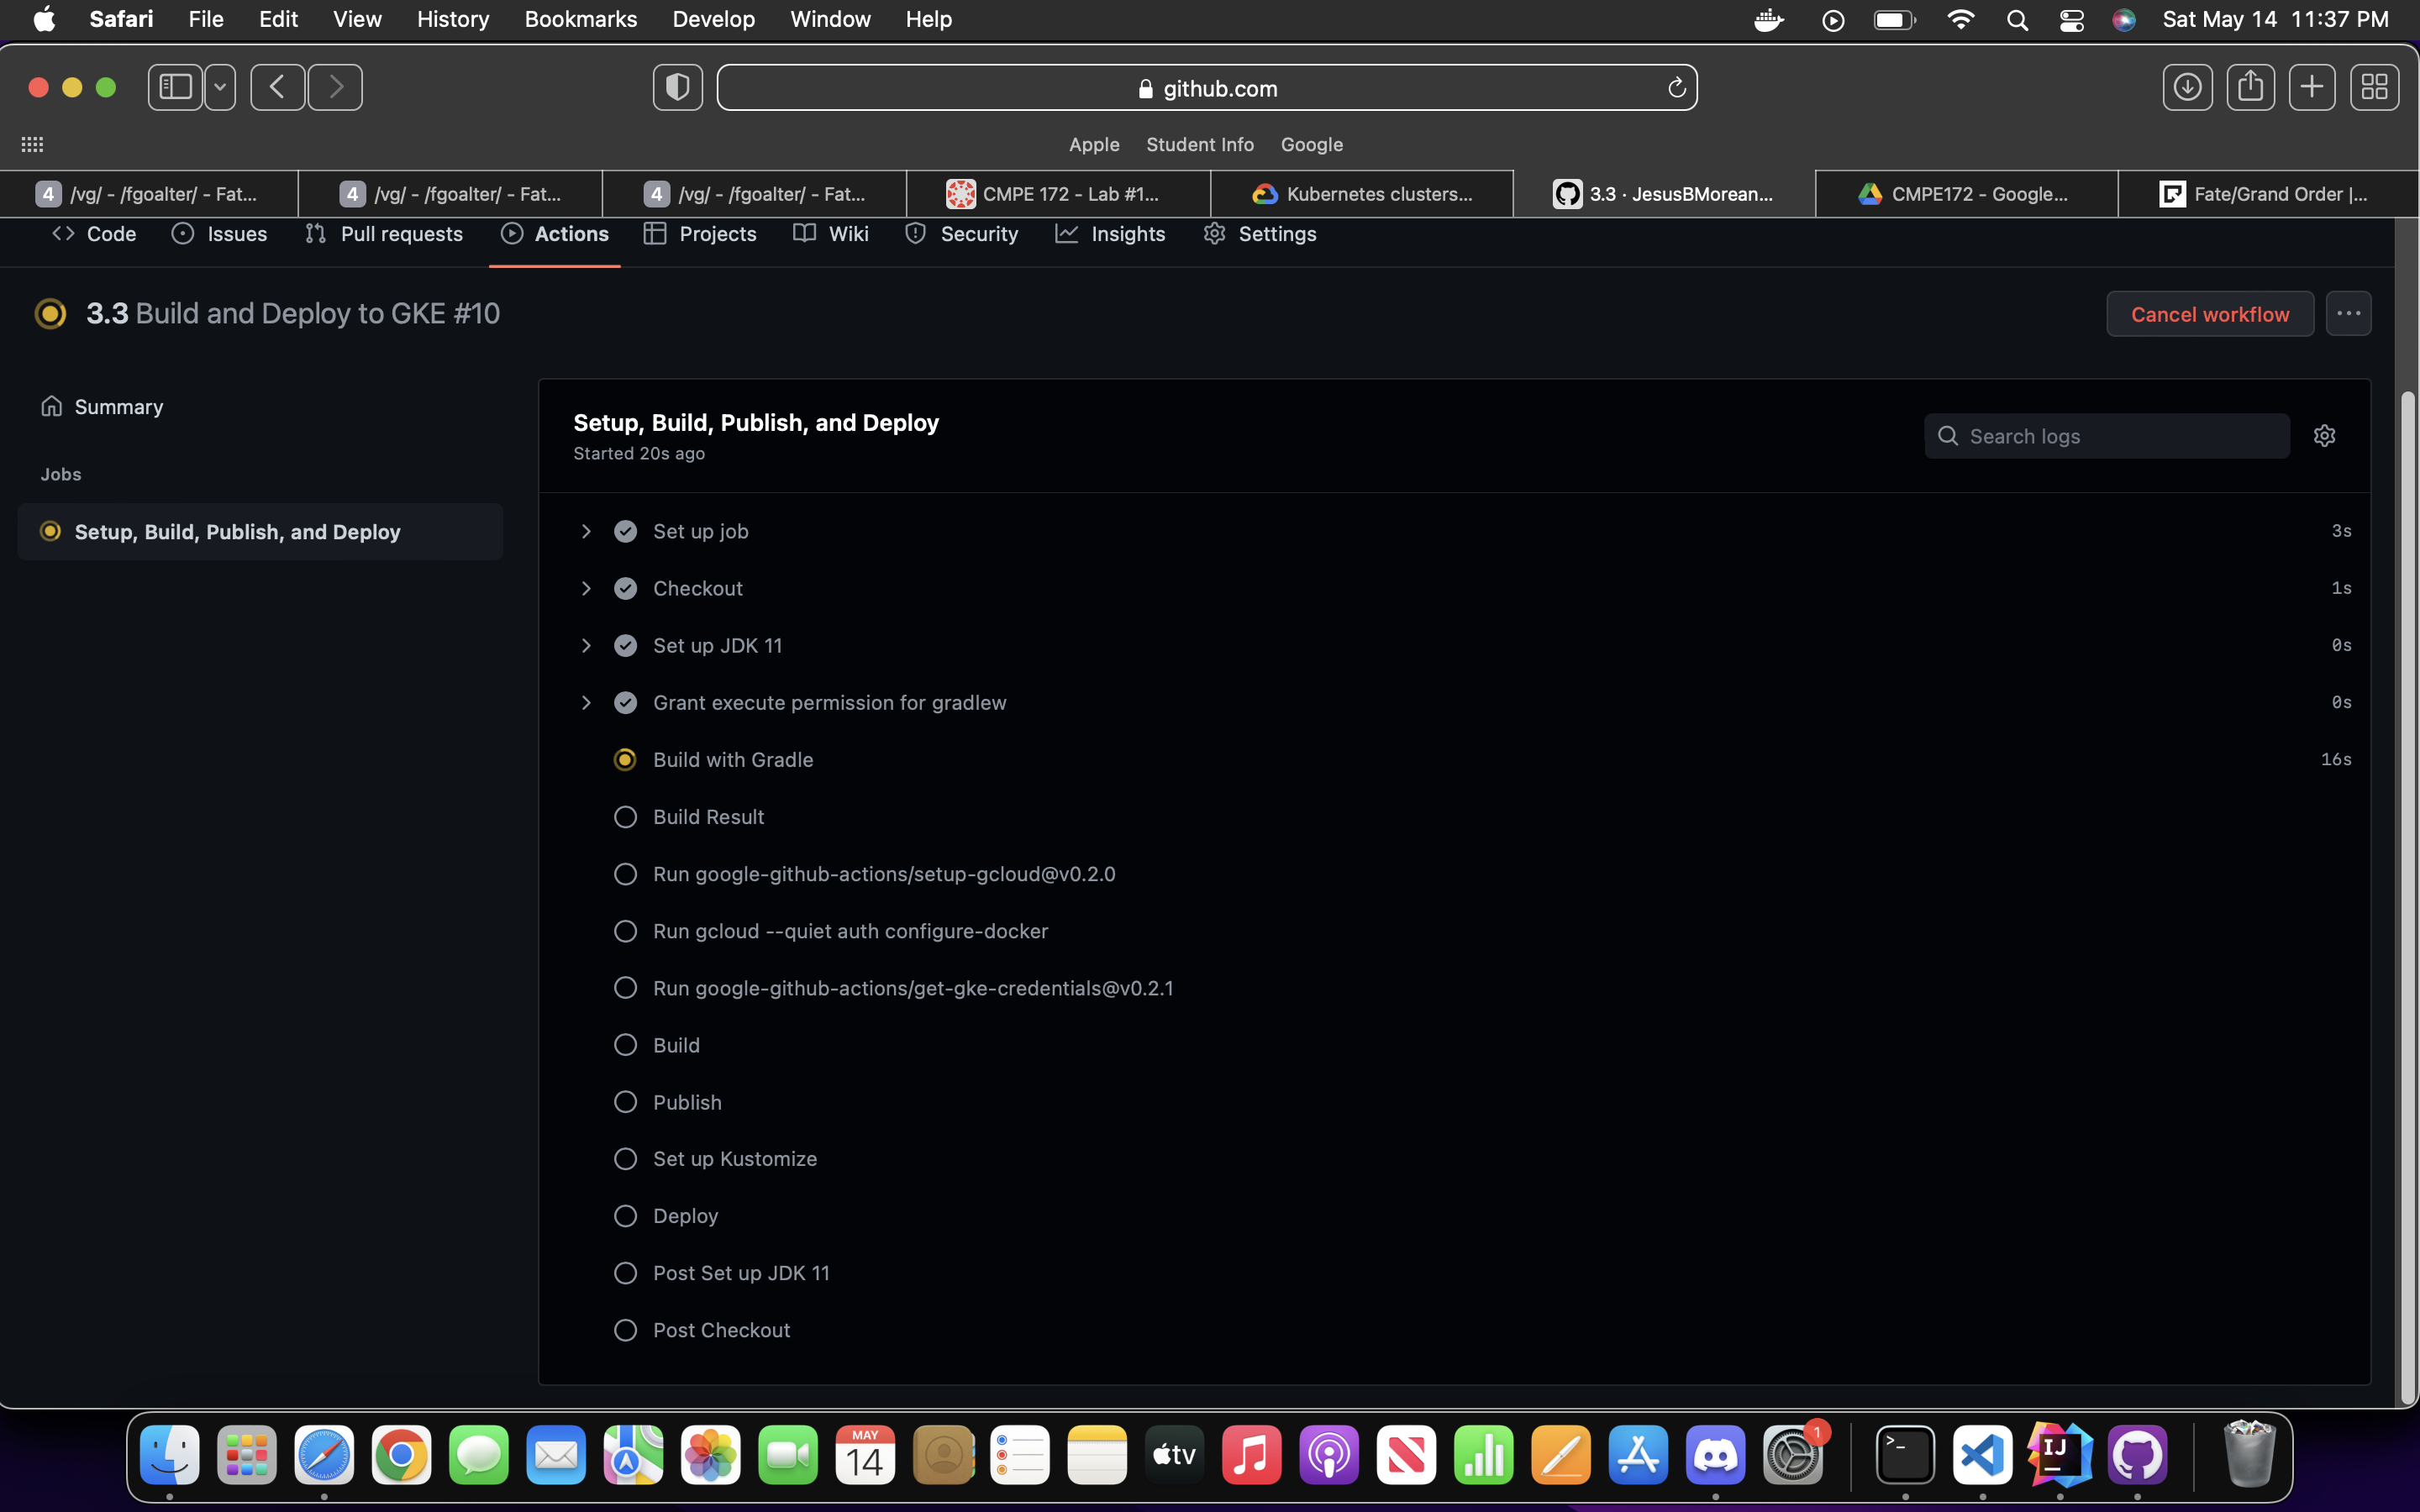 Safari File Edit View History Bookmarks Develop Window Help Sat May 14 11:37 PM
github.com
Apple Student Info Google
4 /vg/ - /fgoalter/ - Fat... 4 /vg/ - /fgoalter/ - Fat... 4 /vg/ - /fgoalter/ - Fat... CMPE 172 - Lab #1... Kubernetes clusters... 3.3 · JesusBMorean... CMPE172 - Google... Fate/Grand Order |...
Code Issues Pull requests Actions Projects Wiki Security Insights Settings
3.3 Build and Deploy to GKE #10
Cancel workflow
Summary
Jobs
Setup, Build, Publish, and Deploy
Setup, Build, Publish, and Deploy
Started 20s ago
Search logs
Set up job 3s
Checkout 1s
Set up JDK 11 0s
Grant execute permission for gradlew 0s
Build with Gradle 16s
Build Result
Run google-github-actions/setup-gcloud@v0.2.0
Run gcloud --quiet auth configure-docker
Run google-github-actions/get-gke-credentials@v0.2.1
Build
Publish
Set up Kustomize
Deploy
Post Set up JDK 11
Post Checkout
MAY
14
tv
1
>_
IJ